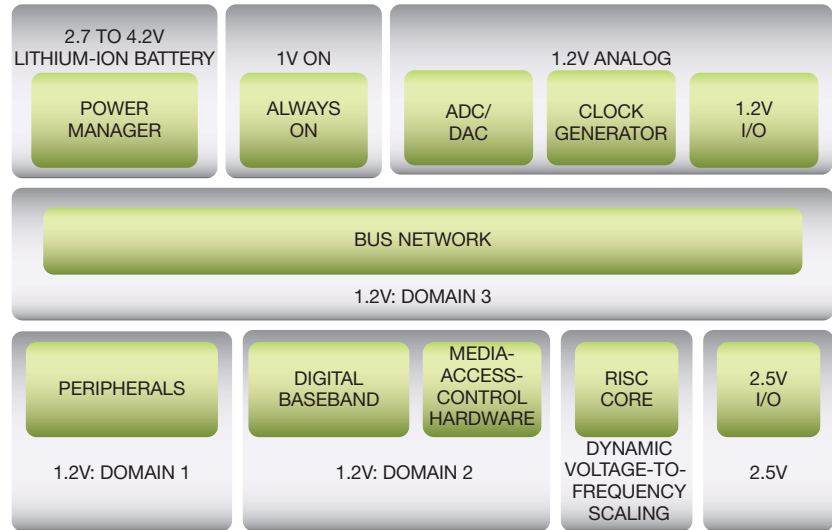 2.7 TO 4.2V
LITHIUM-ION BATTERY
POWER
MANAGER
1V ON
ALWAYS
ON
1.2V ANALOG
ADC/
DAC
CLOCK
GENERATOR
1.2V
I/O
BUS NETWORK
1.2V: DOMAIN 3
PERIPHERALS
1.2V: DOMAIN 1
DIGITAL
BASEBAND
MEDIA-
ACCESS-
CONTROL
HARDWARE
1.2V: DOMAIN 2
RISC
CORE
DYNAMIC
VOLTAGE-TO-
FREQUENCY
SCALING
2.5V
I/O
2.5V